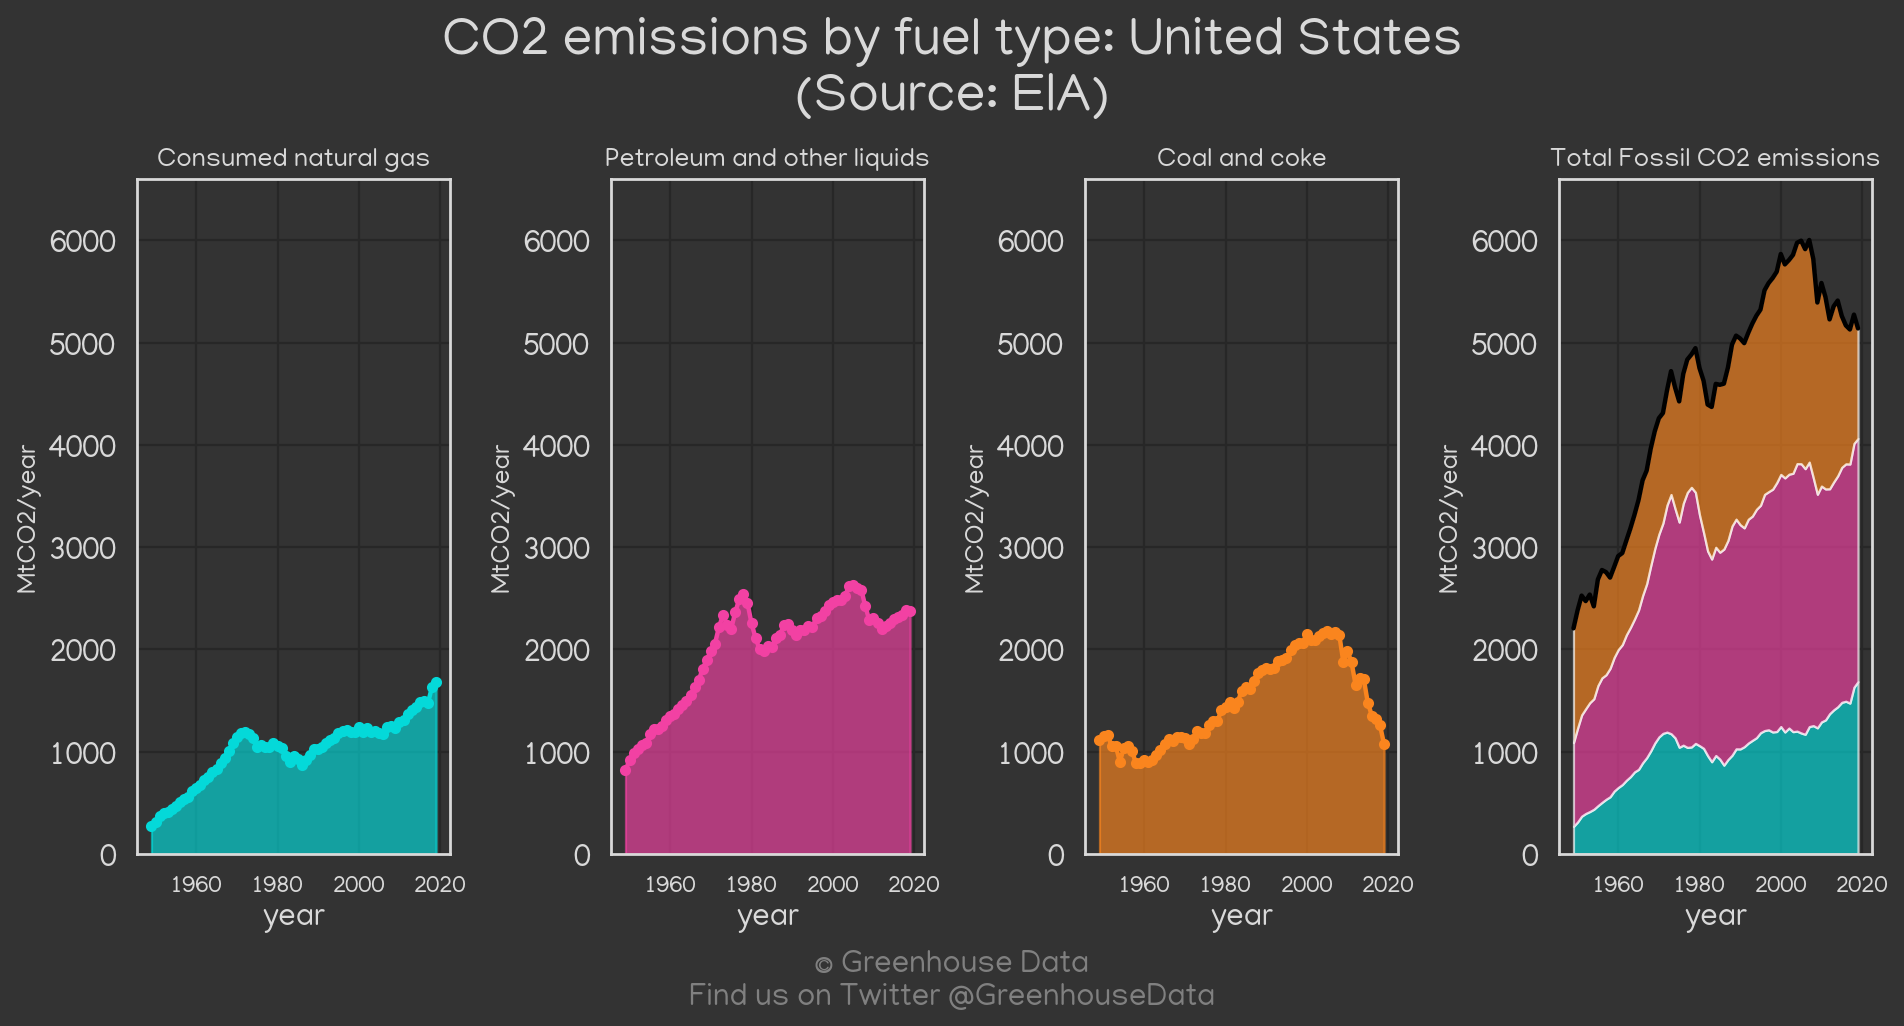 CO2 emissions by fuel type: United States
(Source: EIA)
Consumed natural gas
Petroleum and other liquids
Coal and coke
Total Fossil CO2 emissions
MtCO2/year
6000
5000
4000
3000
2000
1000
0
1960 1980 2000 2020
year
MtCO2/year
6000
5000
4000
3000
2000
1000
0
1960 1980 2000 2020
year
MtCO2/year
6000
5000
4000
3000
2000
1000
0
1960 1980 2000 2020
year
MtCO2/year
6000
5000
4000
3000
2000
1000
0
1960 1980 2000 2020
year
© Greenhouse Data
Find us on Twitter @GreenhouseData